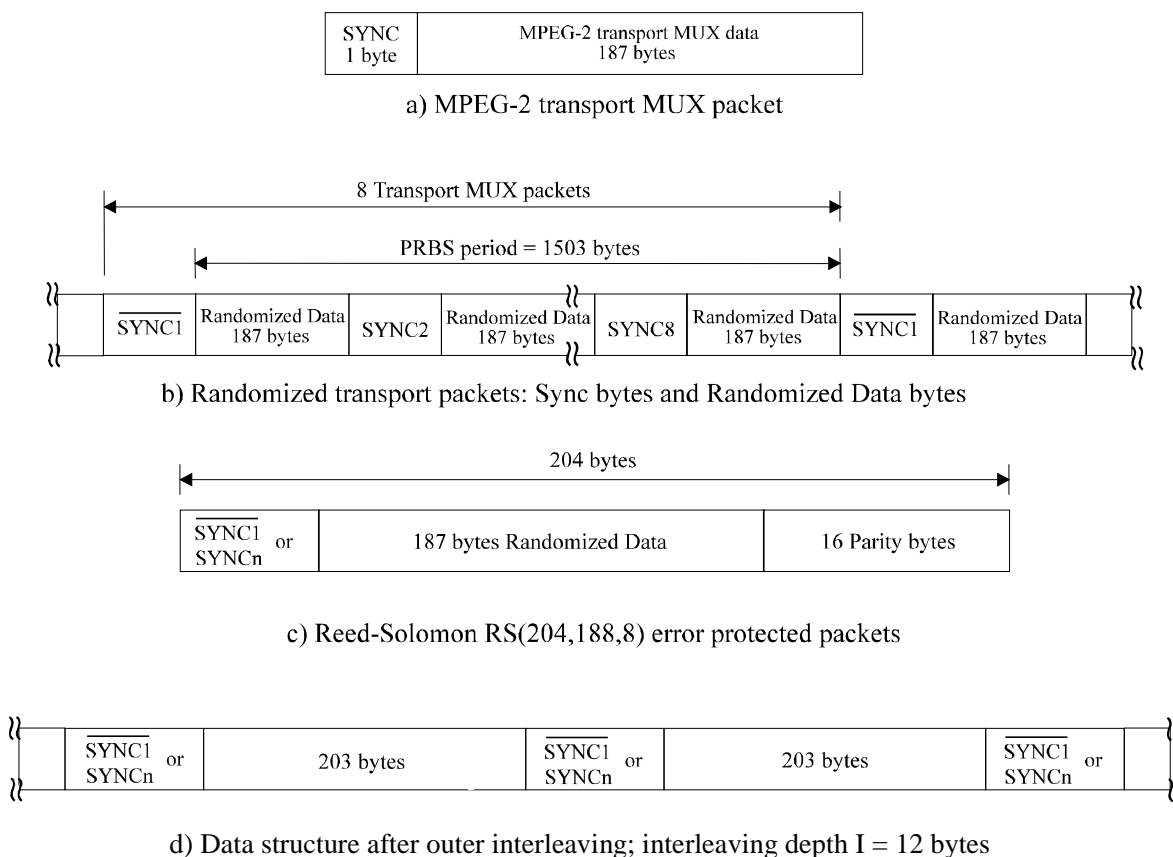 SYNC
1 byte
MPEG-2 transport MUX data
187 bytes
a) MPEG-2 transport MUX packet
8 Transport MUX packets
PRBS period = 1503 bytes
SYNC1
Randomized Data
187 bytes
SYNC2
Randomized Data
187 bytes
SYNC8
Randomized Data
187 bytes
SYNC1
Randomized Data
187 bytes
b) Randomized transport packets: Sync bytes and Randomized Data bytes
204 bytes
SYNC1 or
SYNCn
187 bytes Randomized Data
16 Parity bytes
c) Reed-Solomon RS(204,188,8) error protected packets
SYNC1 or
SYNCn
203 bytes
SYNC1 or
SYNCn
203 bytes
SYNC1 or
SYNCn
d) Data structure after outer interleaving; interleaving depth I = 12 bytes